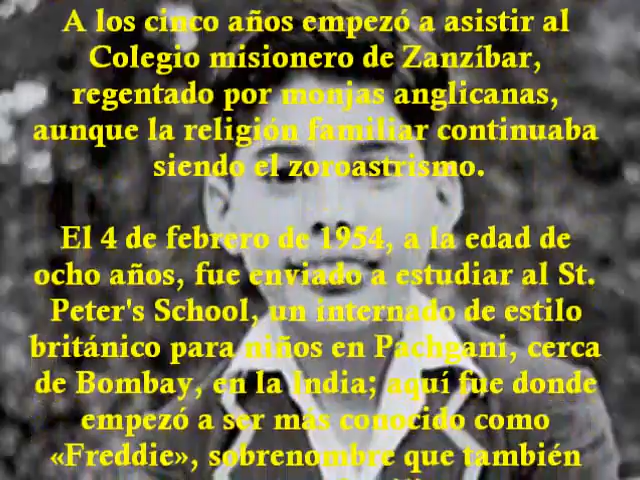 A los cinco años empezó a asistir al
Colegio misionero de Zanzíbar,
regentado por monjas anglicanas,
aunque la religión familiar continuaba
siendo el zoroastrismo.
El 4 de febrero de 1954, a la edad de
ocho años, fue enviado a estudiar al St.
Peter's School, un internado de estilo
británico para niños en Pachgani, cerca
de Bombay, en la India; aquí fue donde
empezó a ser más conocido como
«Freddie», sobrenombre que también